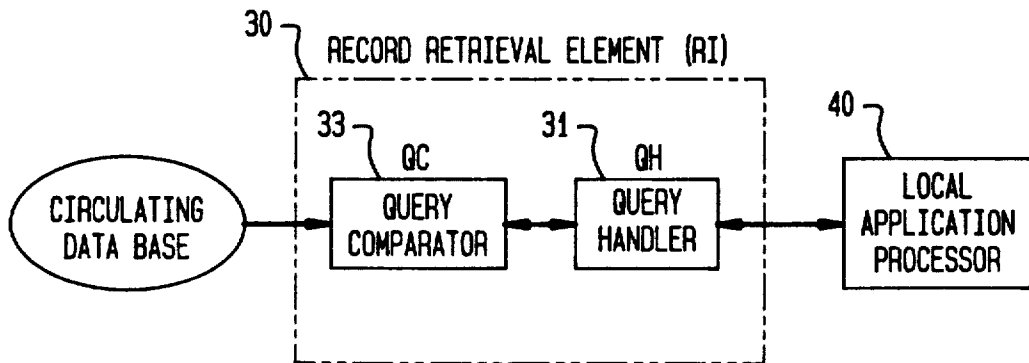 30
RECORD RETRIEVAL ELEMENT (RI)
33
31
40
QC
QH
CIRCULATING
DATA BASE
QUERY
COMPARATOR
QUERY
HANDLER
LOCAL
APPLICATION
PROCESSOR